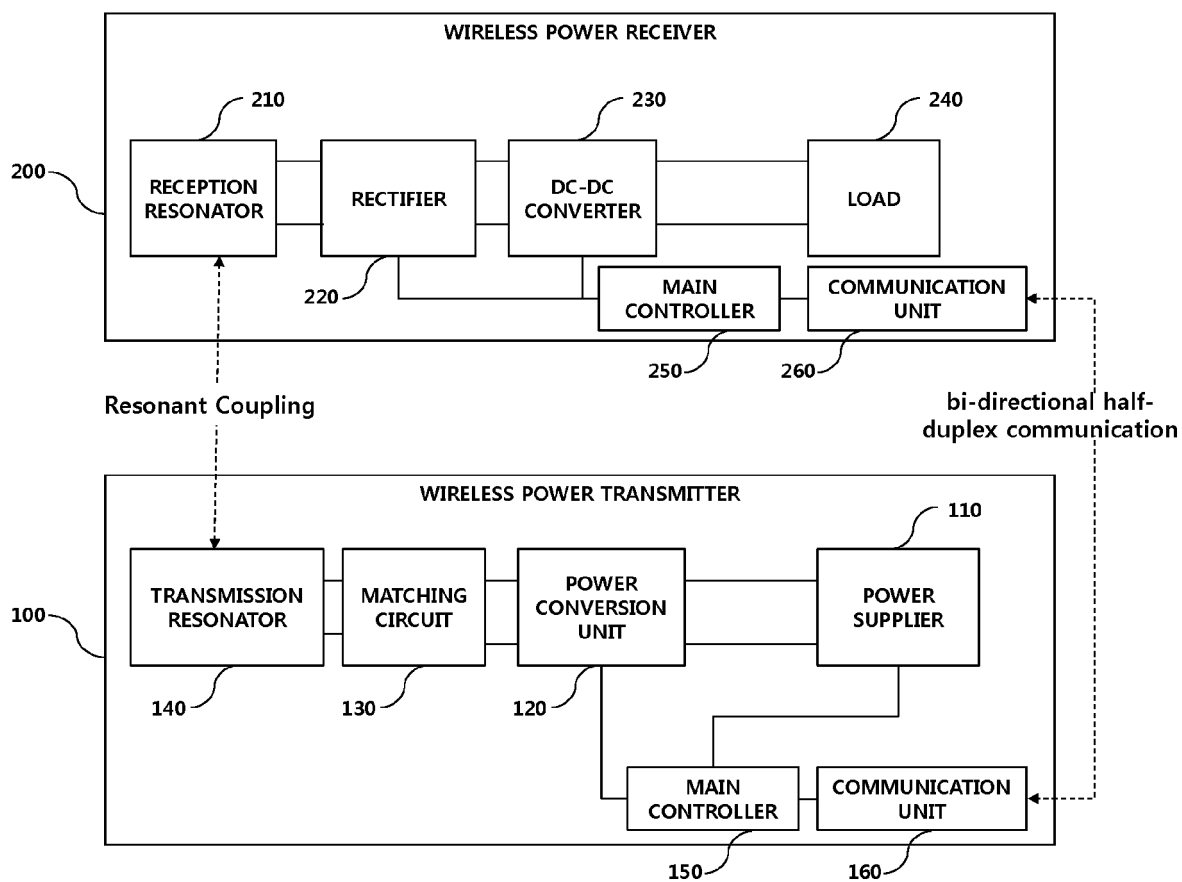 WIRELESS POWER RECEIVER
210
230
240
200
RECEPTION
RESONATOR
RECTIFIER
DC-DC
CONVERTER
LOAD
220
MAIN
CONTROLLER
COMMUNICATION
UNIT
250
260
Resonant Coupling
bi-directional half-
duplex communication
WIRELESS POWER TRANSMITTER
110
100
TRANSMISSION
RESONATOR
MATCHING
CIRCUIT
POWER
CONVERSION
UNIT
POWER
SUPPLIER
140
130
120
MAIN
CONTROLLER
COMMUNICATION
UNIT
150
160